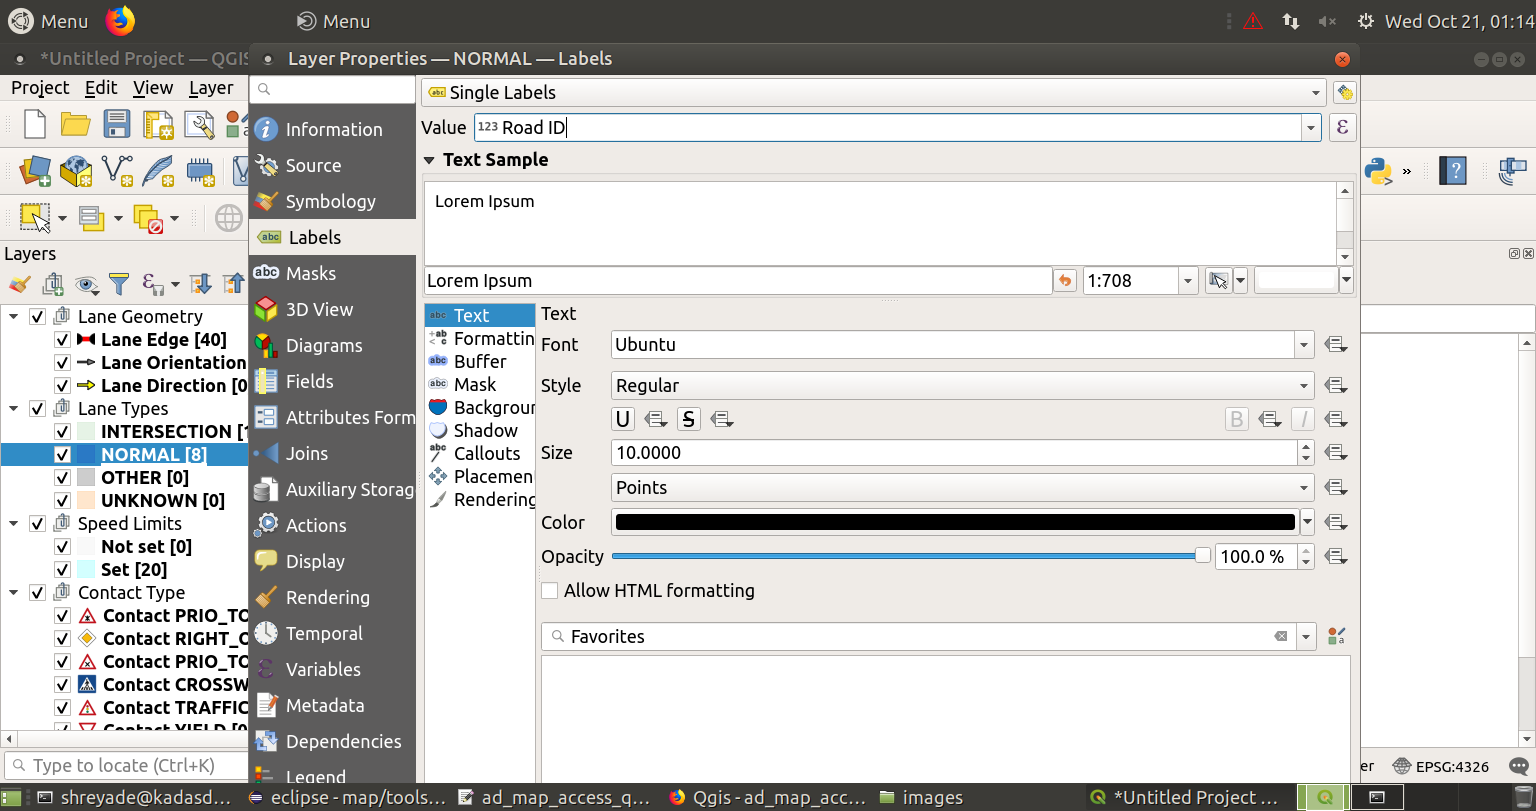 Menu
Menu
Wed Oct 21, 01:14
*Untitled Project — QGIS
Layer Properties — NORMAL — Labels
Project Edit View Layer
Information
Source
Symbology
Labels
Masks
3D View
Diagrams
Fields
Attributes Form
Joins
Auxiliary Storag
Actions
Display
Rendering
Temporal
Variables
Metadata
Dependencies
Legend
abc Single Labels
Value 123 Road ID
ε
Text Sample
Lorem Ipsum
Lorem Ipsum
1:708
abc Text
Formattin
abc Buffer
abc Mask
Backgrour
Shadow
abc Callouts
Placement
Rendering
Text
Font Ubuntu
Style Regular
U S B I
Size 10.0000
Points
Color
Opacity 100.0 %
Allow HTML formatting
Favorites
Layers
Lane Geometry
Lane Edge [40]
Lane Orientation
Lane Direction [0
Lane Types
INTERSECTION [1
NORMAL [8]
OTHER [0]
UNKNOWN [0]
Speed Limits
Not set [0]
Set [20]
Contact Type
Contact PRIO_TO
Contact RIGHT_O
Contact PRIO_TO
Contact CROSSW
Contact TRAFFIC
Contact YIELD [0
Type to locate (Ctrl+K)
er
EPSG:4326
»
shreyade@kadasd...
eclipse - map/tools...
ad_map_access_q...
Qgis - ad_map_acc...
images
*Untitled Project ...